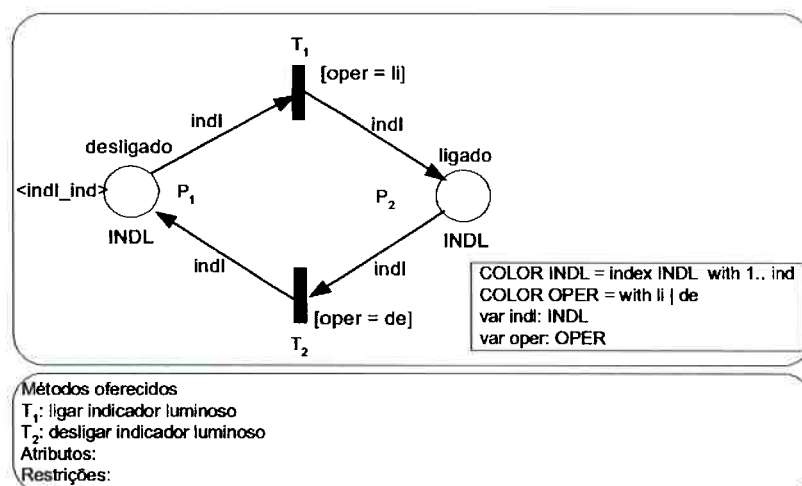 T1
[oper = li]
indl
indl
desligado
ligado
<indl_ind>
P1
P2
INDL
INDL
indl
indl
[oper = de]
T2
COLOR INDL = index INDL with 1.. ind
COLOR OPER = with li | de
var indl: INDL
var oper: OPER
Métodos oferecidos
T1: ligar indicador luminoso
T2: desligar indicador luminoso
Atributos:
Restrições: